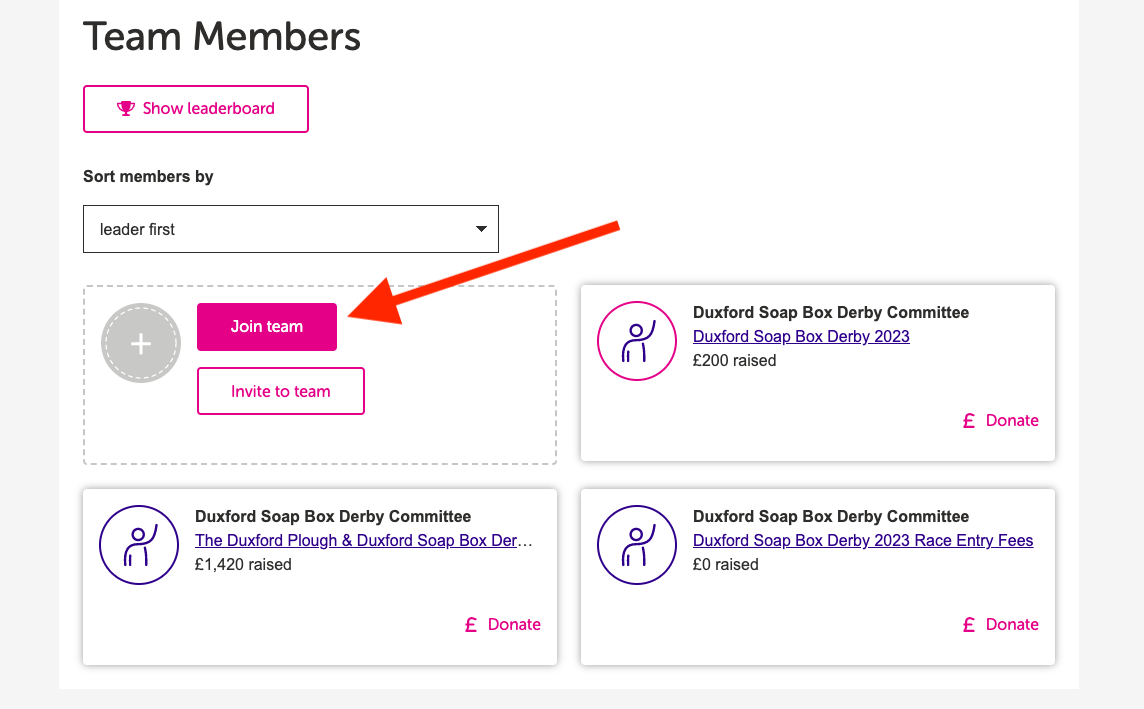 Team Members
Show leaderboard
Sort members by
leader first
Join team
Invite to team
Duxford Soap Box Derby Committee
Duxford Soap Box Derby 2023
£200 raised
£ Donate
Duxford Soap Box Derby Committee
The Duxford Plough & Duxford Soap Box Der...
£1,420 raised
£ Donate
Duxford Soap Box Derby Committee
Duxford Soap Box Derby 2023 Race Entry Fees
£0 raised
£ Donate